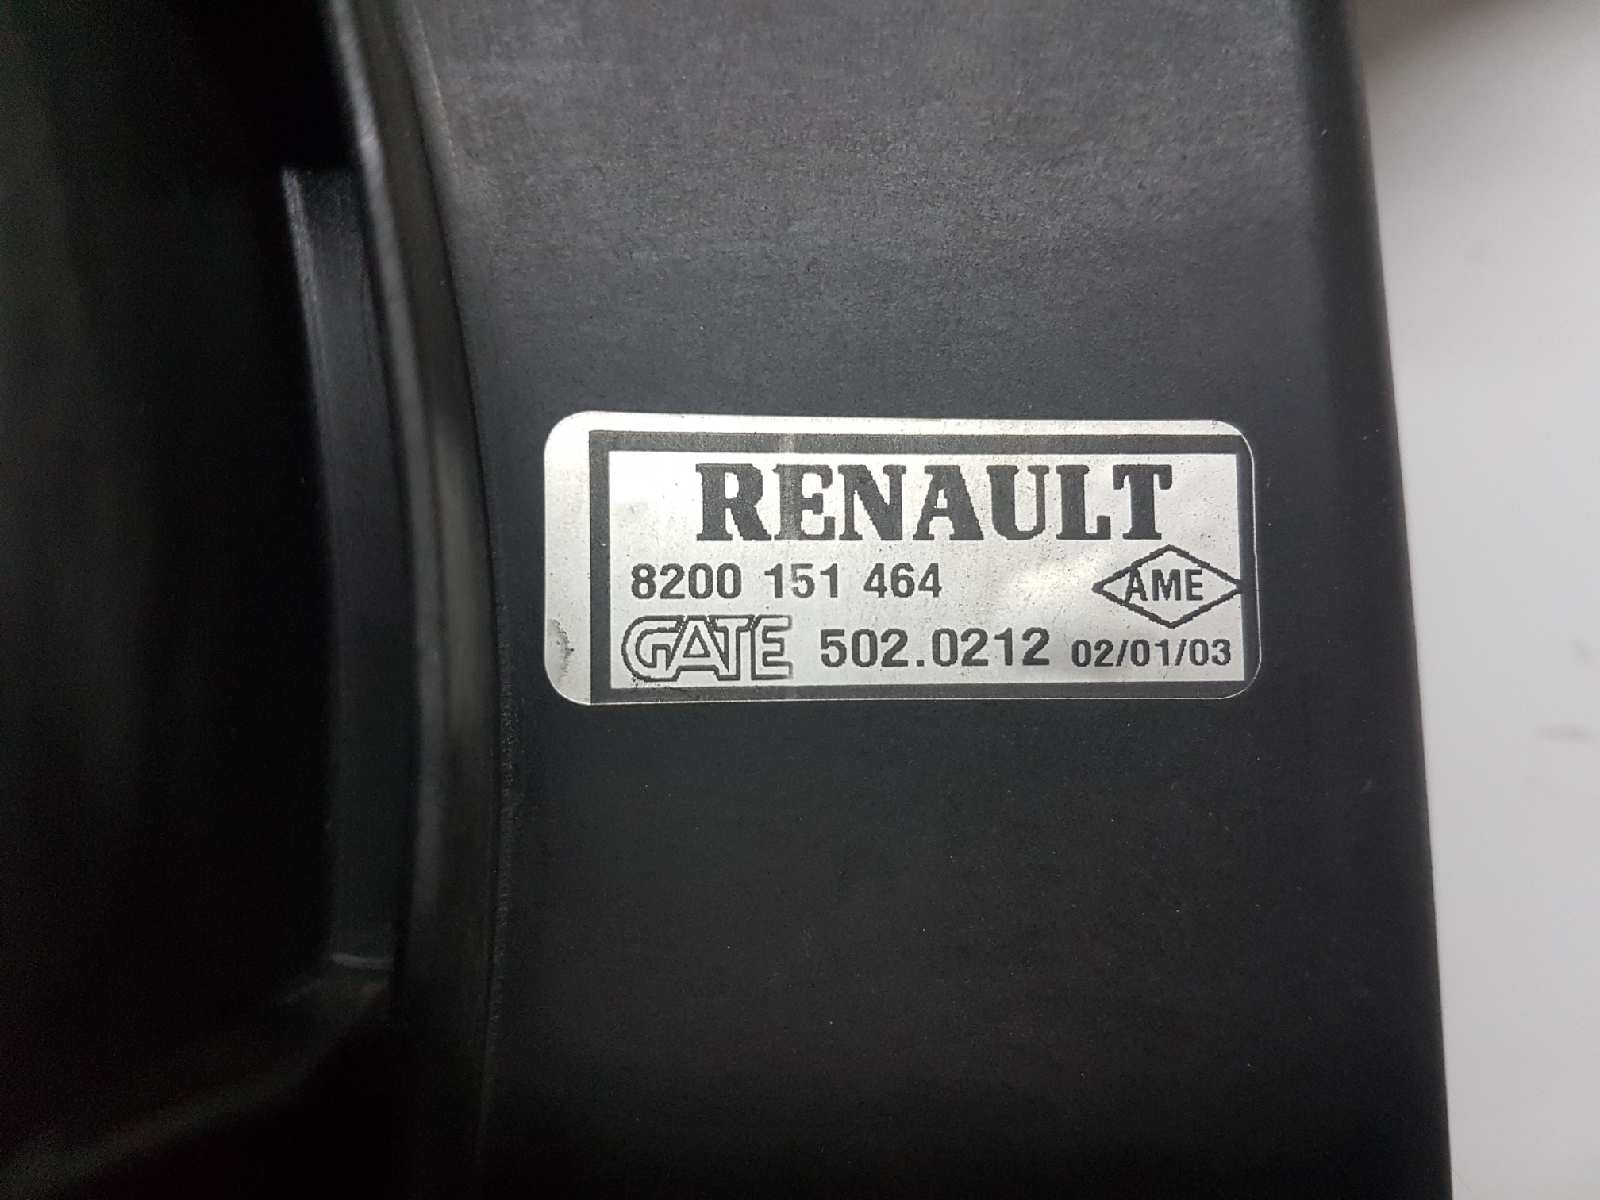 RENAULT
8200 151 464
AME
GATE 502.0212 02/01/03